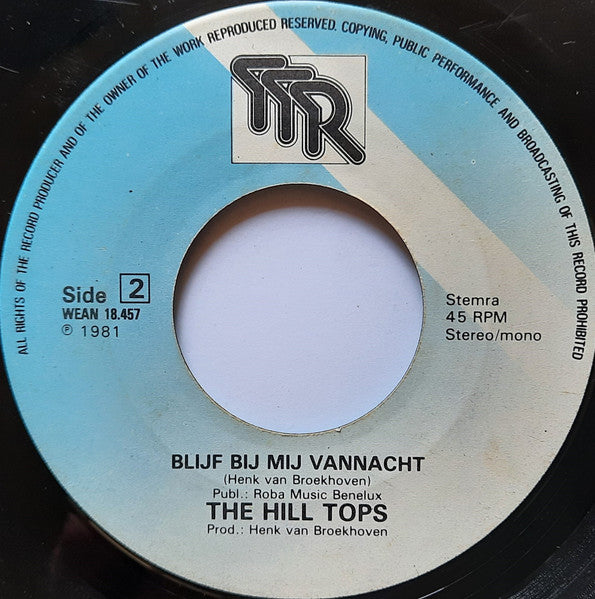 ALL RIGHTS OF THE RECORD PRODUCER AND OF THE OWNER OF THE WORK REPRODUCED RESERVED. COPYING, PUBLIC PERFORMANCE AND BROADCASTING OF THIS RECORD PROHIBITED
Side 2
WEAN 18.457
℗ 1981
Stemra
45 RPM
Stereo/mono
BLIJF BIJ MIJ VANNACHT
(Henk van Broekhoven)
Publ.: Roba Music Benelux
THE HILL TOPS
Prod.: Henk van Broekhoven